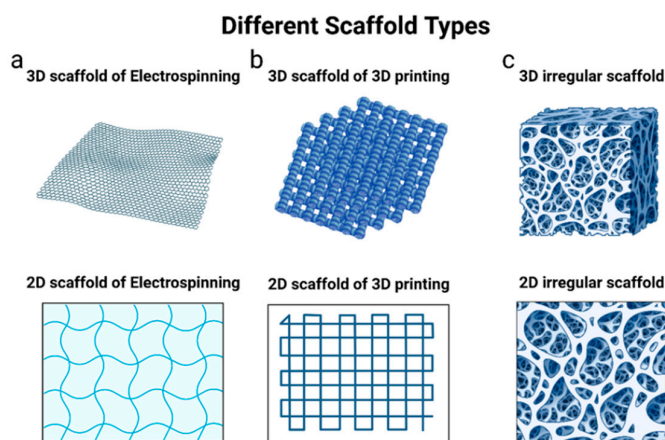 Different Scaffold Types
a
3D scaffold of Electrospinning
b
3D scaffold of 3D printing
c
3D irregular scaffold
2D scaffold of Electrospinning
2D scaffold of 3D printing
2D irregular scaffold